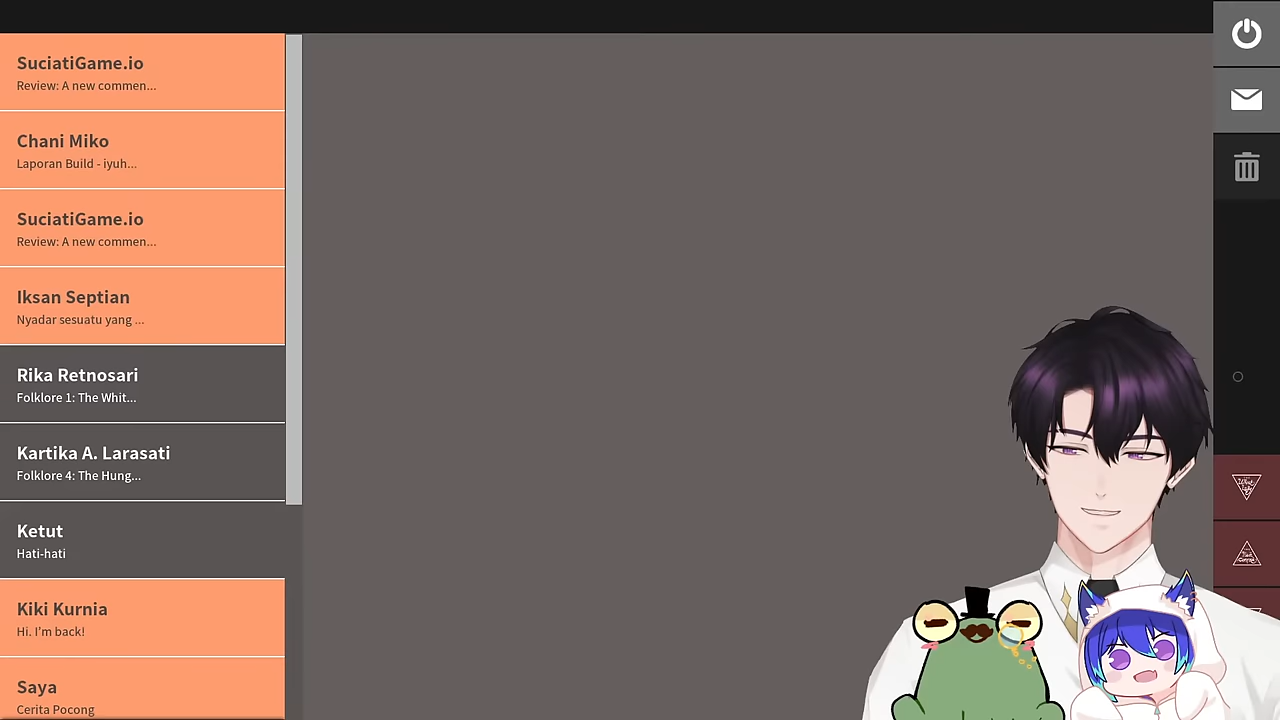 SuciatiGame.io
Review: A new commen...
Chani Miko
Laporan Build - iyuh...
SuciatiGame.io
Review: A new commen...
Iksan Septian
Nyadar sesuatu yang ...
Rika Retnosari
Folklore 1: The Whit...
Kartika A. Larasati
Folklore 4: The Hung...
Ketut
Hati-hati
Kiki Kurnia
Hi. I'm back!
Saya
Cerita Pocong